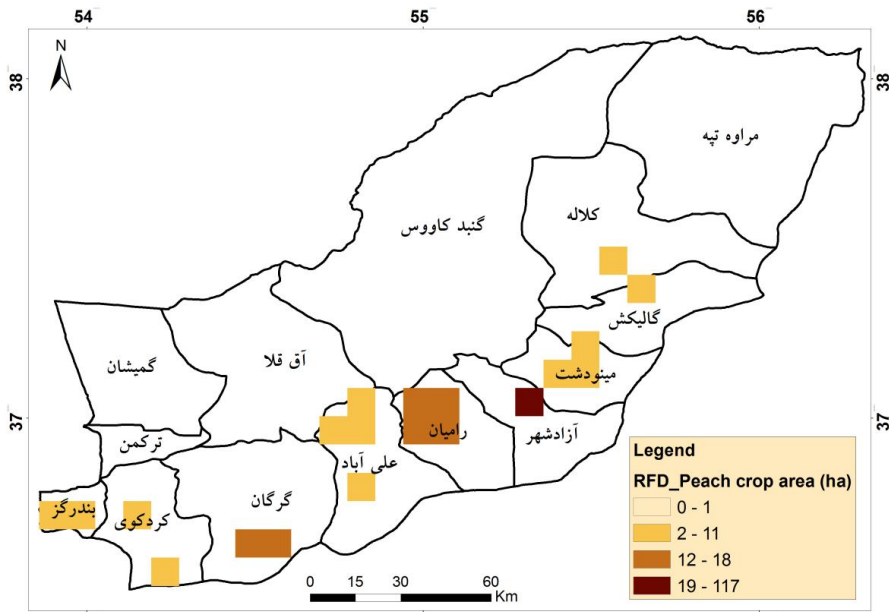 54 55 56
N
38 38
مراوه تپه
کلاله
گنبد کاووس
گالیکش
آق قلا
گمیشان
مینودشت
37 37
رامیان
آزادشهر
ترکمن
علی آباد
گرگان
بندرگز
کردکوی
Legend
RFD_Peach crop area (ha)
0 - 1
2 - 11
12 - 18
19 - 117
0 15 30 60
Km